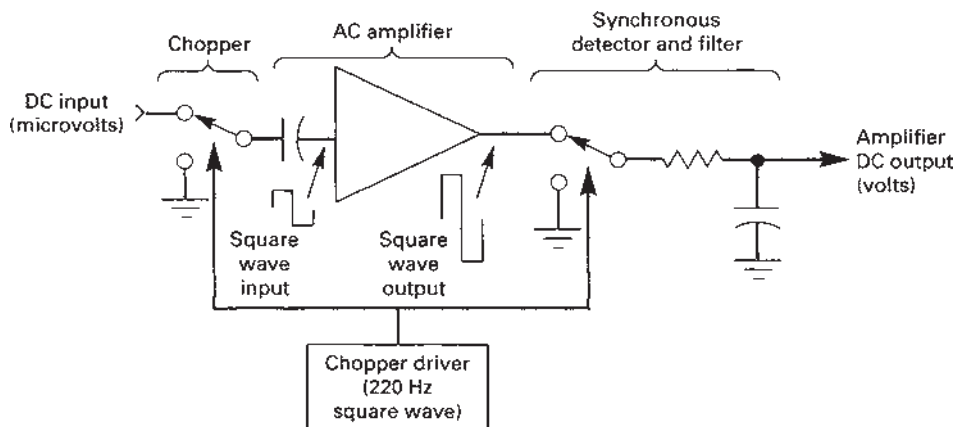 Chopper
AC amplifier
Synchronous
detector and filter
DC input
(microvolts)
Amplifier
DC output
(volts)
Square
wave
input
Square
wave
output
Chopper driver
(220 Hz
square wave)